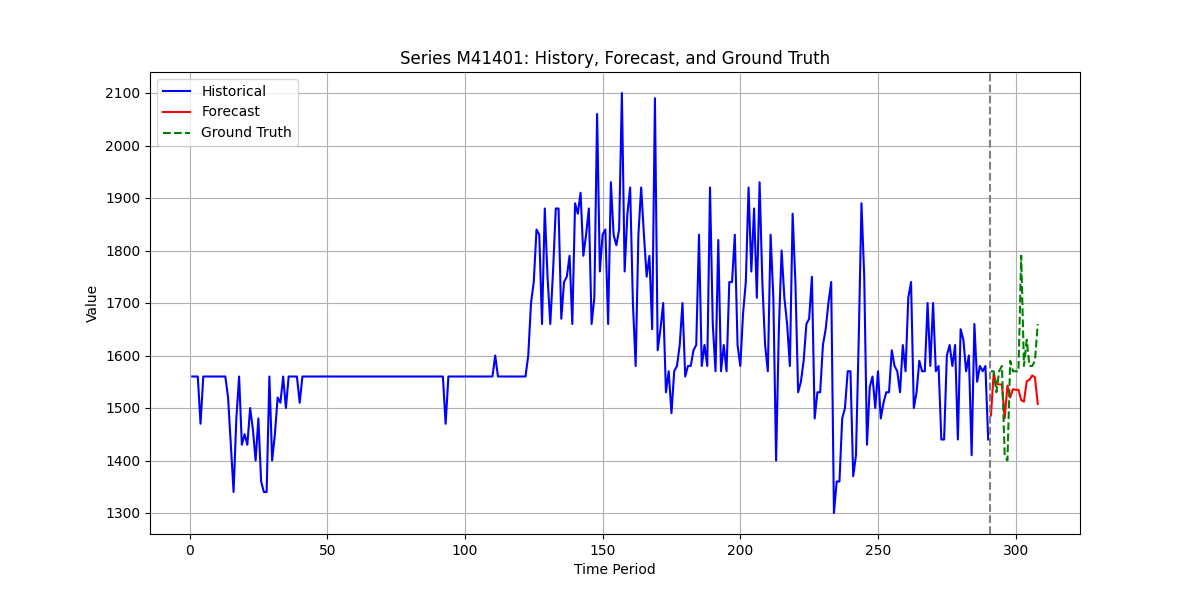 Series M41401: History, Forecast, and Ground Truth
Historical
Forecast
Ground Truth
2100
2000
1900
1800
1700
1600
1500
1400
1300
Value
0
50
100
150
200
250
300
Time Period